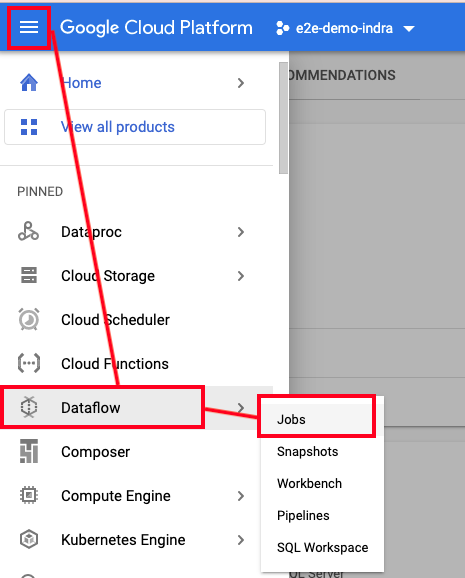 Google Cloud Platform e2e-demo-indra
OMMENDATIONS
Home
View all products
PINNED
Dataproc
Cloud Storage
Cloud Scheduler
Cloud Functions
Dataflow
Jobs
Composer
Snapshots
Workbench
Compute Engine
Pipelines
Kubernetes Engine
SQL Workspace
SQL Server